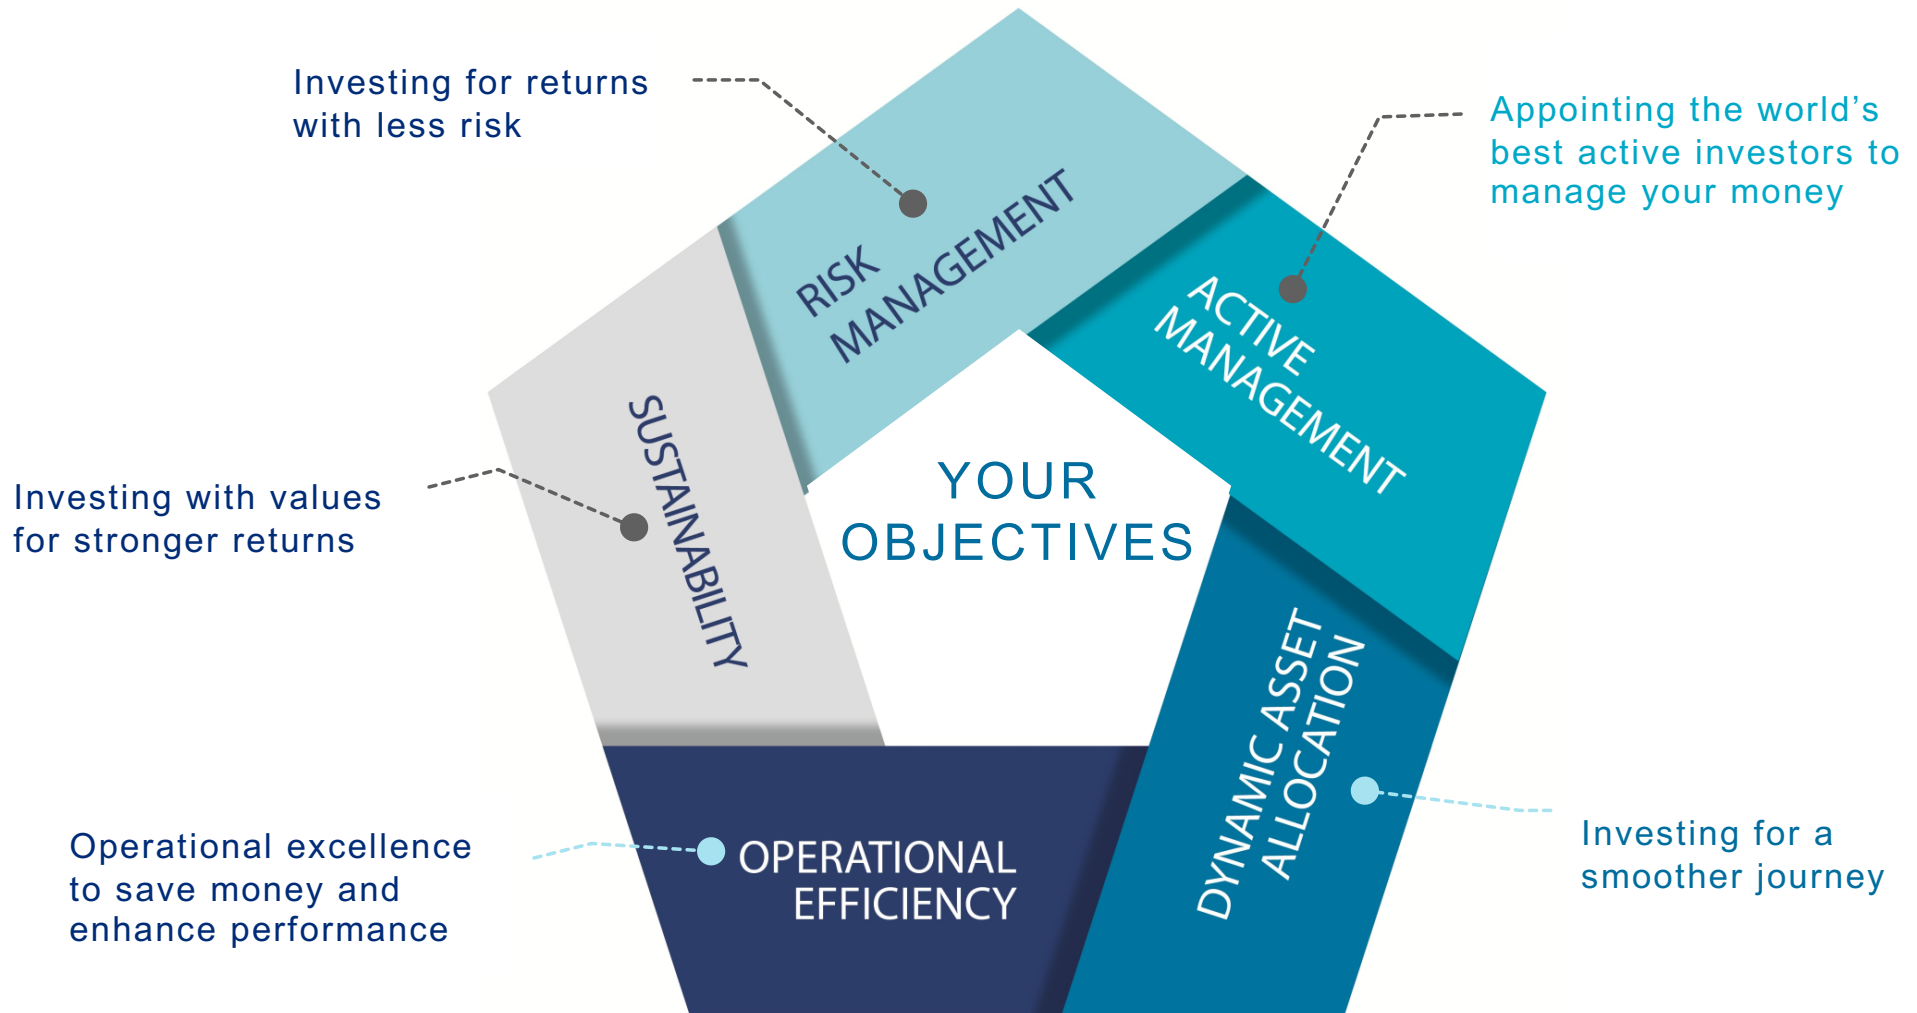 Investing for returns
with less risk
Appointing the world’s
best active investors to
manage your money
RISK
MANAGEMENT
ACTIVE
MANAGEMENT
SUSTAINABILITY
YOUR
OBJECTIVES
Investing with values
for stronger returns
DYNAMIC ASSET
ALLOCATION
Operational excellence
to save money and
enhance performance
OPERATIONAL
EFFICIENCY
Investing for a
smoother journey